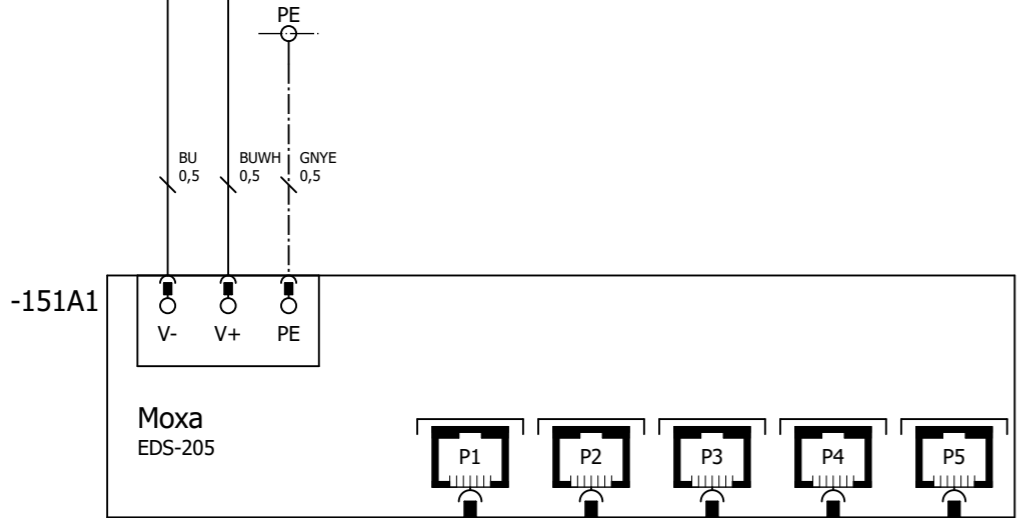 PE
BU
0,5
BUWH
0,5
GNYE
0,5
-151A1
V-
V+
PE
Moxa
EDS-205
P1
P2
P3
P4
P5